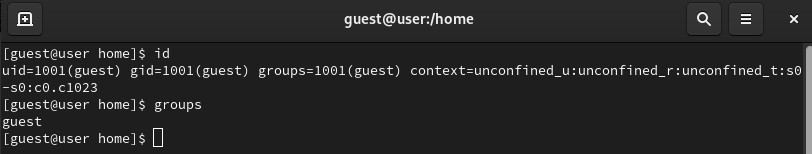 guest@user:/home
[guest@user home]$ id
uid=1001(guest) gid=1001(guest) groups=1001(guest) context=unconfined_u:unconfined_r:unconfined_t:s0
-s0:c0.c1023
[guest@user home]$ groups
guest
[guest@user home]$